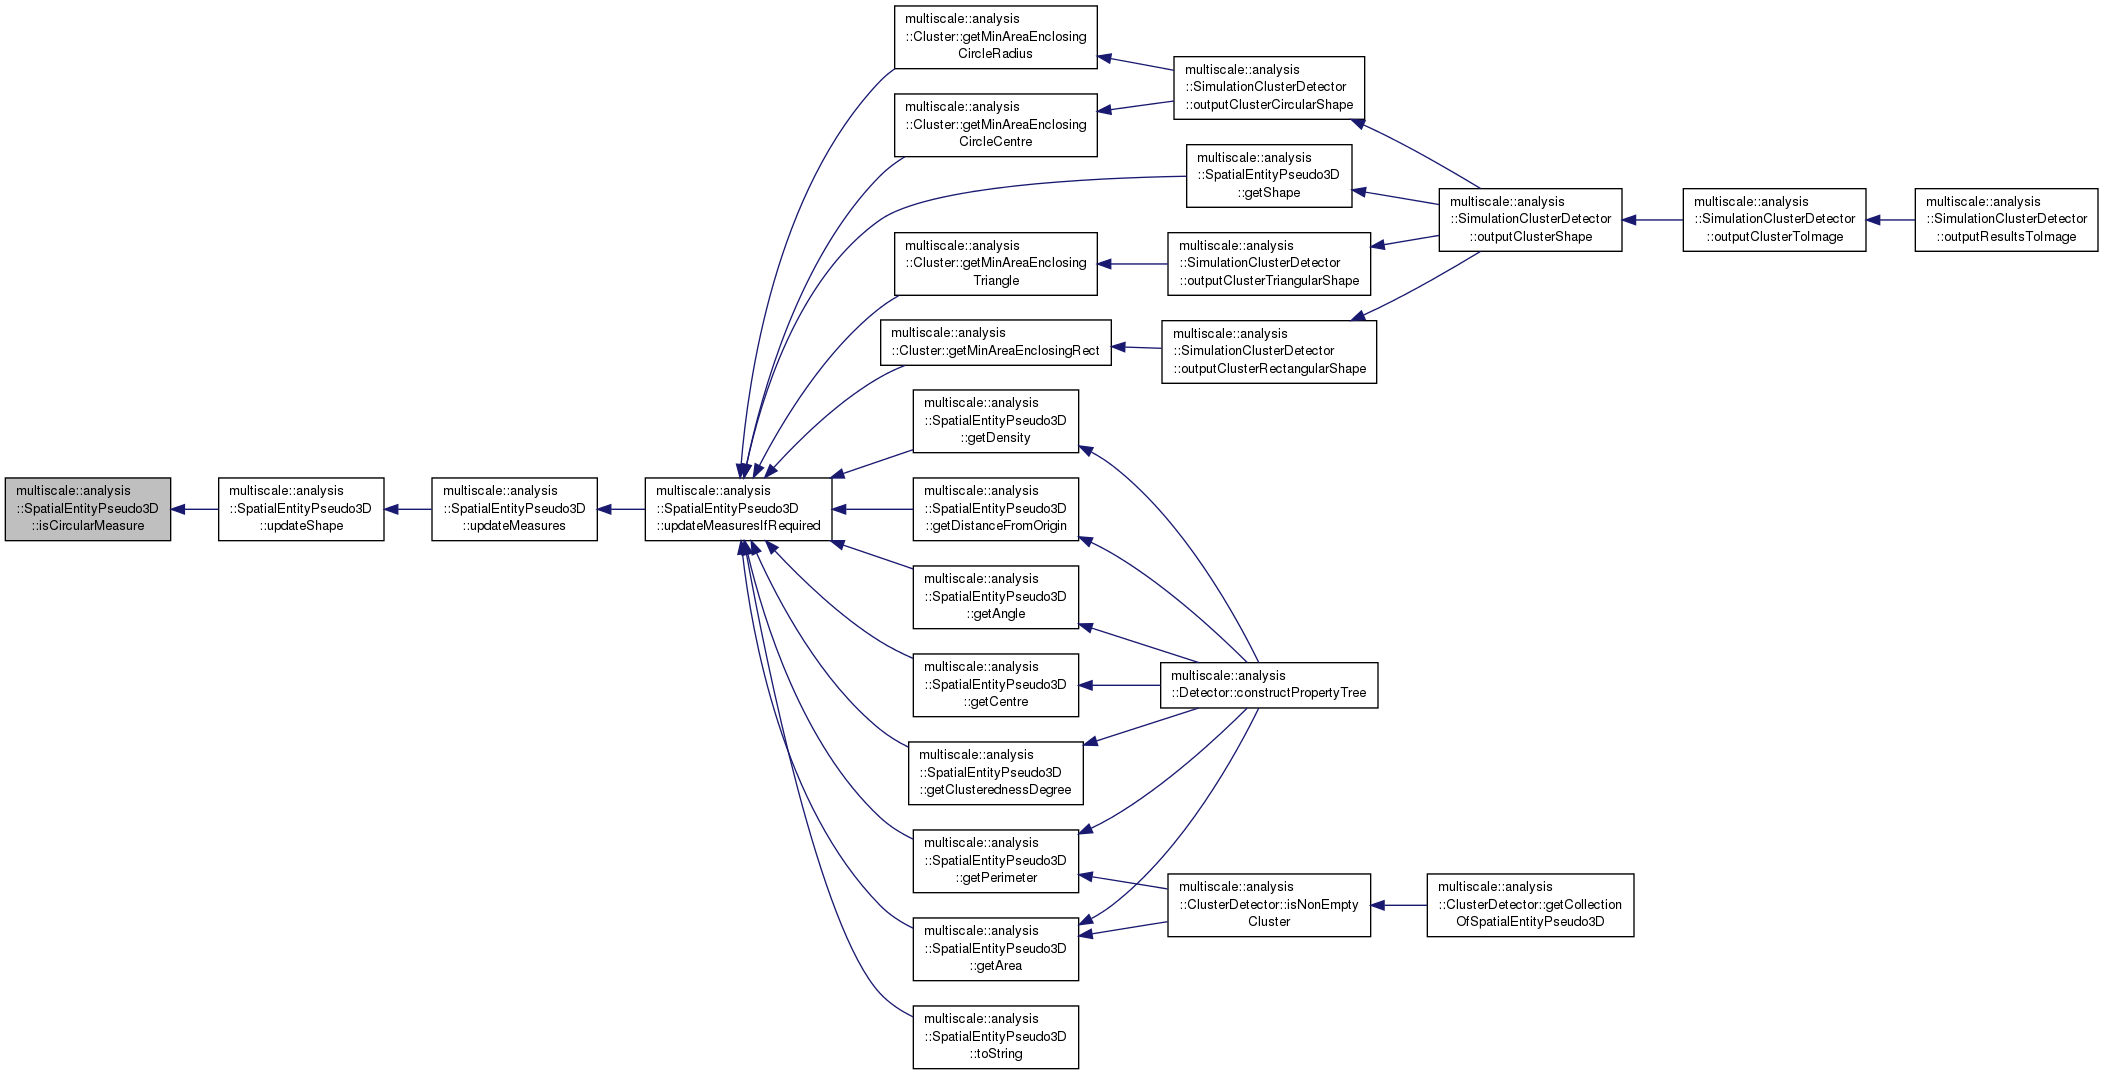 multiscale::analysis
::SpatialEntityPseudo3D
::isCircularMeasure
multiscale::analysis
::SpatialEntityPseudo3D
::updateShape
multiscale::analysis
::SpatialEntityPseudo3D
::updateMeasures
multiscale::analysis
::SpatialEntityPseudo3D
::updateMeasuresIfRequired
multiscale::analysis
::Cluster::getMinAreaEnclosing
CircleRadius
multiscale::analysis
::Cluster::getMinAreaEnclosing
CircleCentre
multiscale::analysis
::SimulationClusterDetector
::outputClusterCircularShape
multiscale::analysis
::SpatialEntityPseudo3D
::getShape
multiscale::analysis
::Cluster::getMinAreaEnclosing
Triangle
multiscale::analysis
::SimulationClusterDetector
::outputClusterTriangularShape
multiscale::analysis
::Cluster::getMinAreaEnclosingRect
multiscale::analysis
::SimulationClusterDetector
::outputClusterRectangularShape
multiscale::analysis
::SimulationClusterDetector
::outputClusterShape
multiscale::analysis
::SimulationClusterDetector
::outputClusterToImage
multiscale::analysis
::SimulationClusterDetector
::outputResultsToImage
multiscale::analysis
::SpatialEntityPseudo3D
::getDensity
multiscale::analysis
::SpatialEntityPseudo3D
::getDistanceFromOrigin
multiscale::analysis
::SpatialEntityPseudo3D
::getAngle
multiscale::analysis
::SpatialEntityPseudo3D
::getCentre
multiscale::analysis
::SpatialEntityPseudo3D
::getClusterednessDegree
multiscale::analysis
::SpatialEntityPseudo3D
::getPerimeter
multiscale::analysis
::SpatialEntityPseudo3D
::getArea
multiscale::analysis
::SpatialEntityPseudo3D
::toString
multiscale::analysis
::Detector::constructPropertyTree
multiscale::analysis
::ClusterDetector::isNonEmpty
Cluster
multiscale::analysis
::ClusterDetector::getCollection
OfSpatialEntityPseudo3D